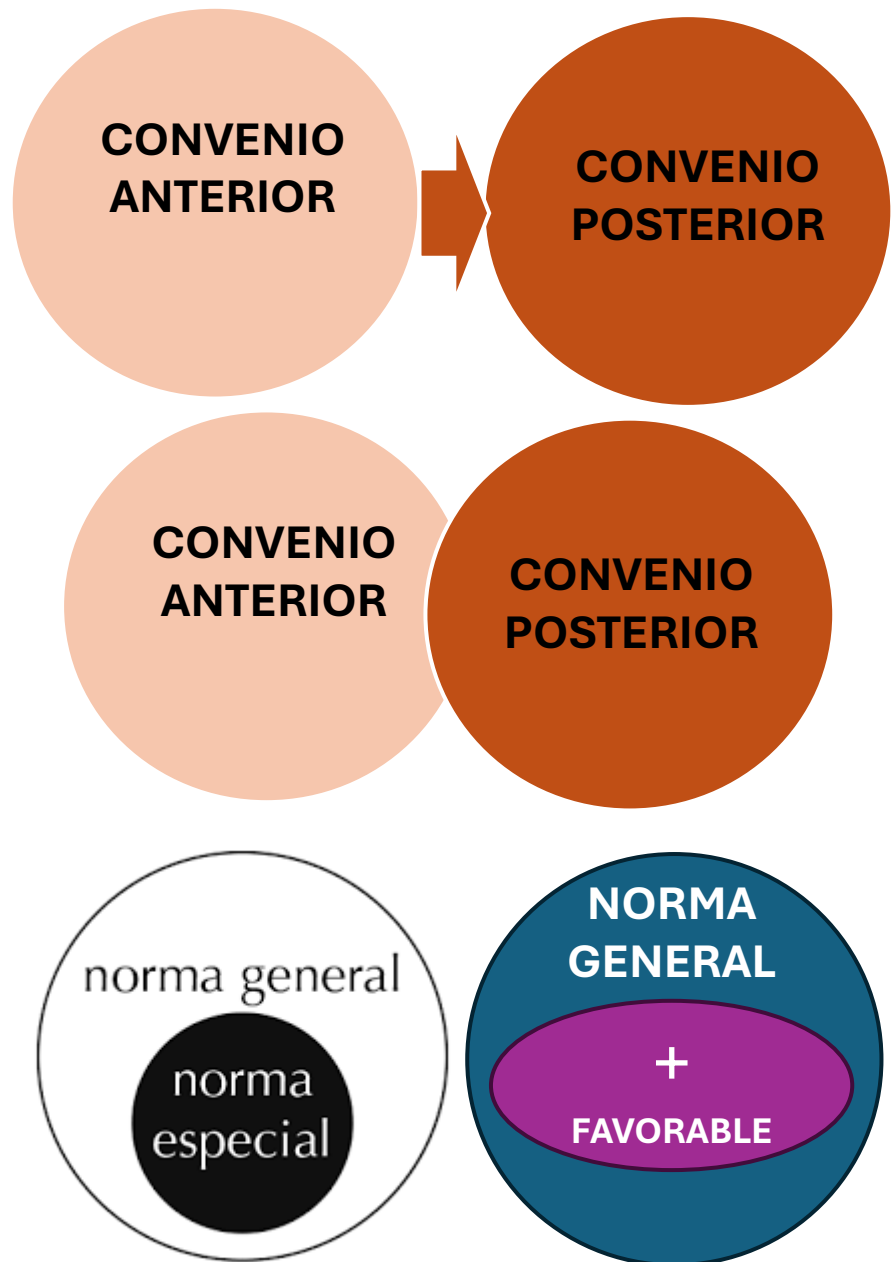 CONVENIO
ANTERIOR
CONVENIO
POSTERIOR
CONVENIO
ANTERIOR
CONVENIO
POSTERIOR
norma general
norma
especial
NORMA
GENERAL
+
FAVORABLE